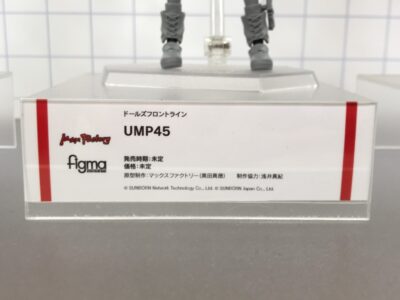 ドールズフロントライン
UMP45
Max Factory
figma
発売時期：未定
価格：未定
原型制作：マックスファクトリー（奥田真徳） 制作協力：浅井真紀
© SUNBORN Network Technology Co., Ltd. © SUNBORN Japan Co., Ltd.